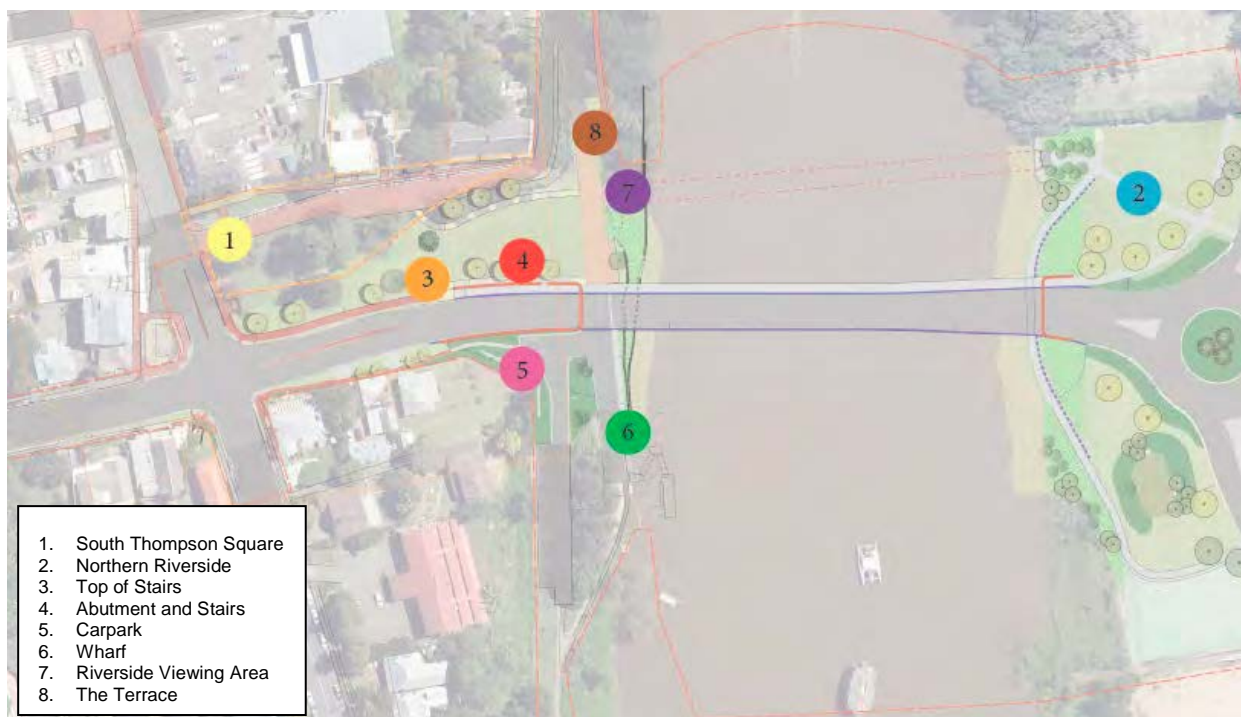 8
7
2
1
4
3
5
6
1. South Thompson Square
2. Northern Riverside
3. Top of Stairs
4. Abutment and Stairs
5. Carpark
6. Wharf
7. Riverside Viewing Area
8. The Terrace